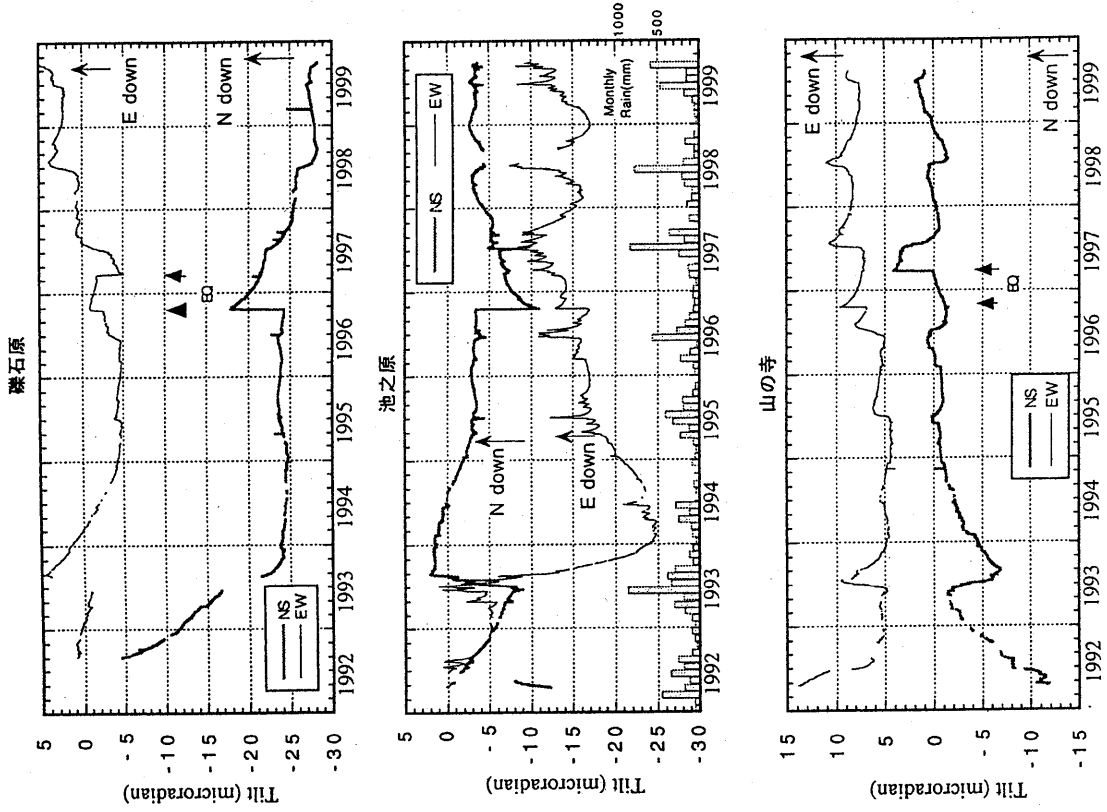 礫石原
Tilt (microradian)
5
0
-5
-10
-15
-20
-25
-30
E down
N down
EQ
NS
EW
1992
1993
1994
1995
1996
1997
1998
1999
池之原
Tilt (microradian)
5
0
-5
-10
-15
-20
-25
-30
1000
500
NS
EW
N down
E down
Monthly
Rain(mm)
1992
1993
1994
1995
1996
1997
1998
1999
山の寺
Tilt (microradian)
15
10
5
0
-5
-10
-15
E down
N down
EQ
NS
EW
1992
1993
1994
1995
1996
1997
1998
1999